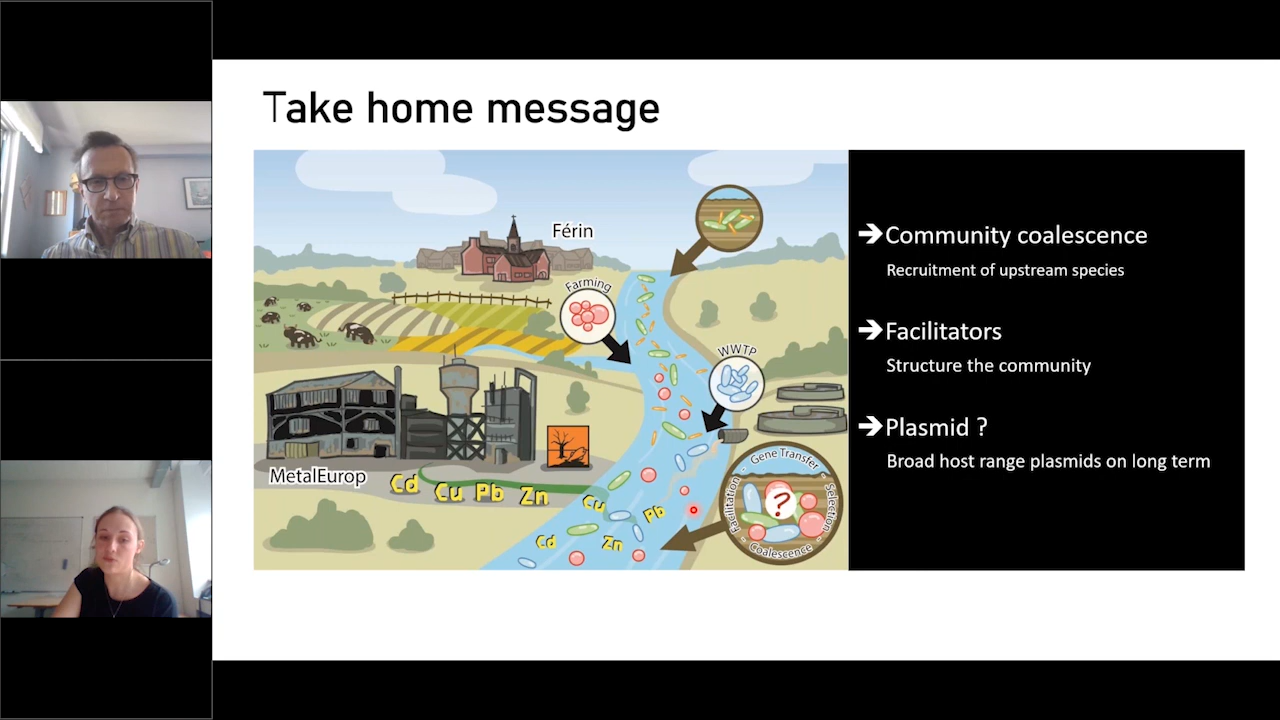 Take home message
Férin
Farming
WWTP
MetalEurop
Cd
Cu
Pb
Zn
Cu
Pb
Cd
Zn
Gene Transfer
Selection
Coalescence
Facilitation
?
➔Community coalescence
Recruitment of upstream species
➔Facilitators
Structure the community
➔Plasmid ?
Broad host range plasmids on long term